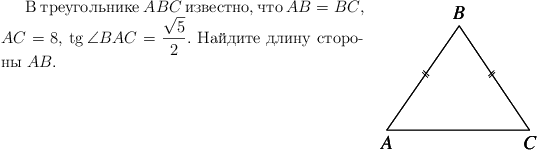 В треугольнике ABC известно, что AB = BC,
AC = 8, tg ∠BAC = √5/2. Найдите длину сторо-
ны AB.
B
A
C